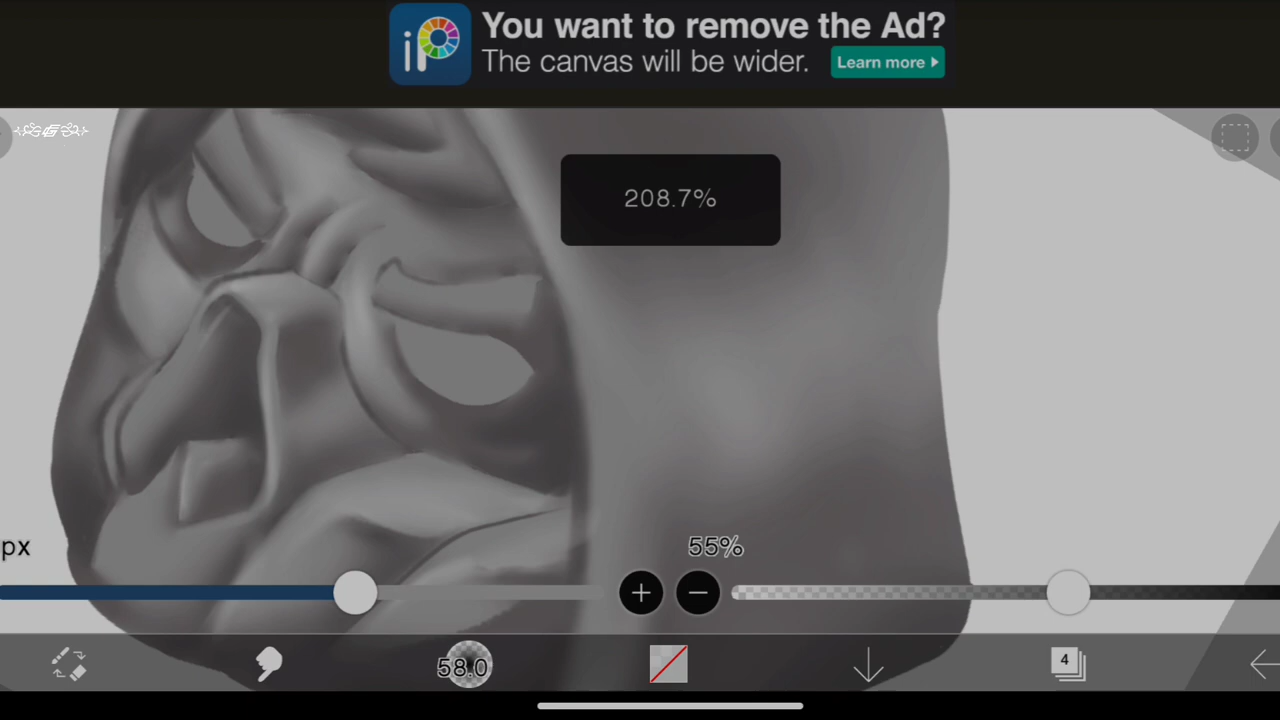 iP You want to remove the Ad?
The canvas will be wider. Learn more
208.7%
px
55%
+ −
58.0
4